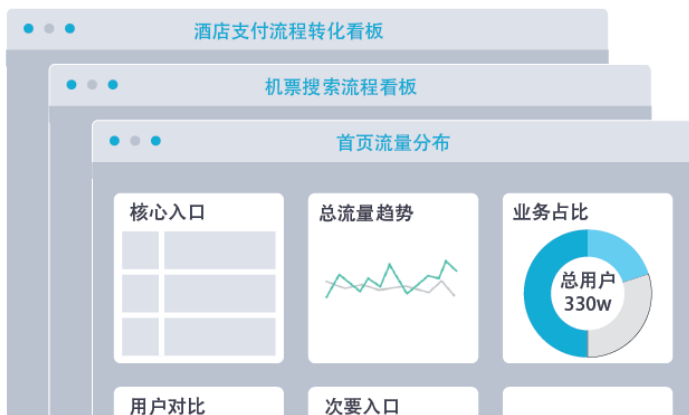 酒店支付流程转化看板
机票搜索流程看板
首页流量分布
核心入口
总流量趋势
业务占比
总用户
330w
用户对比
次要入口